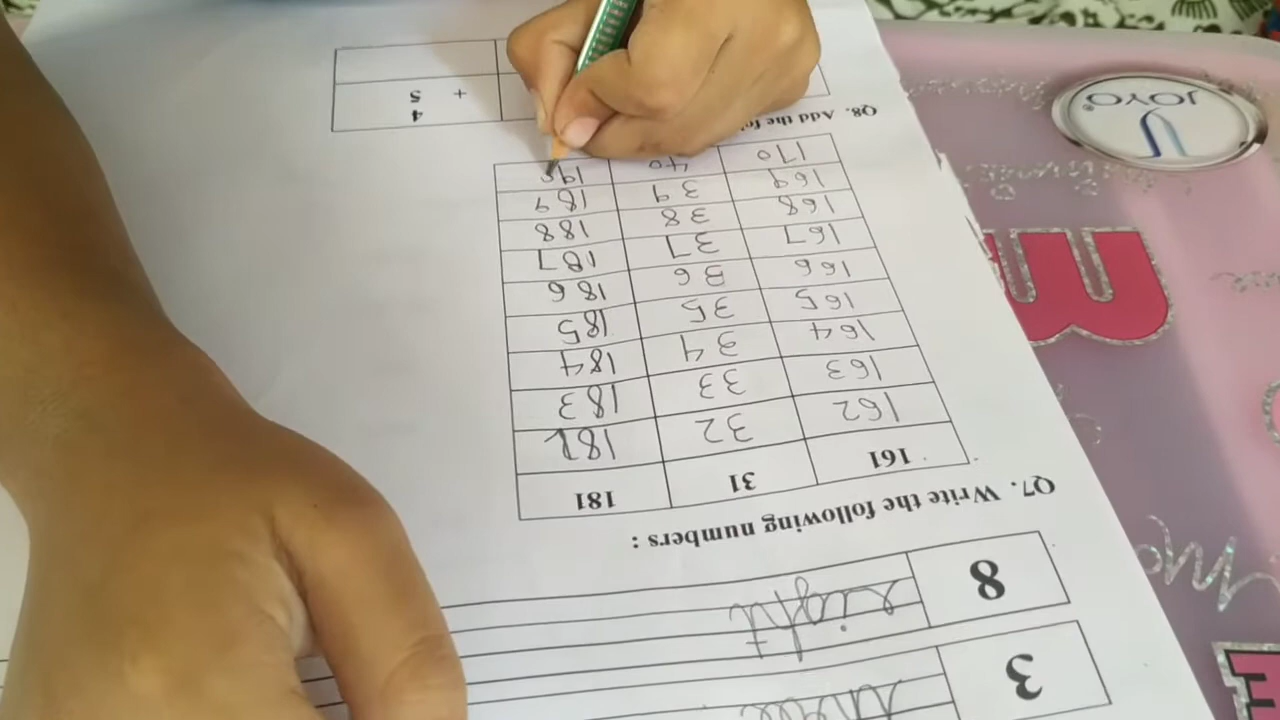 3
8 eight
Q7. Write the following numbers :
161 31 181
162 32 182
163 33 183
164 34 184
165 35 185
166 36 186
167 37 187
168 38 188
169 39 189
170 40 190
Q8. Add the
4
+ 5
JOYO